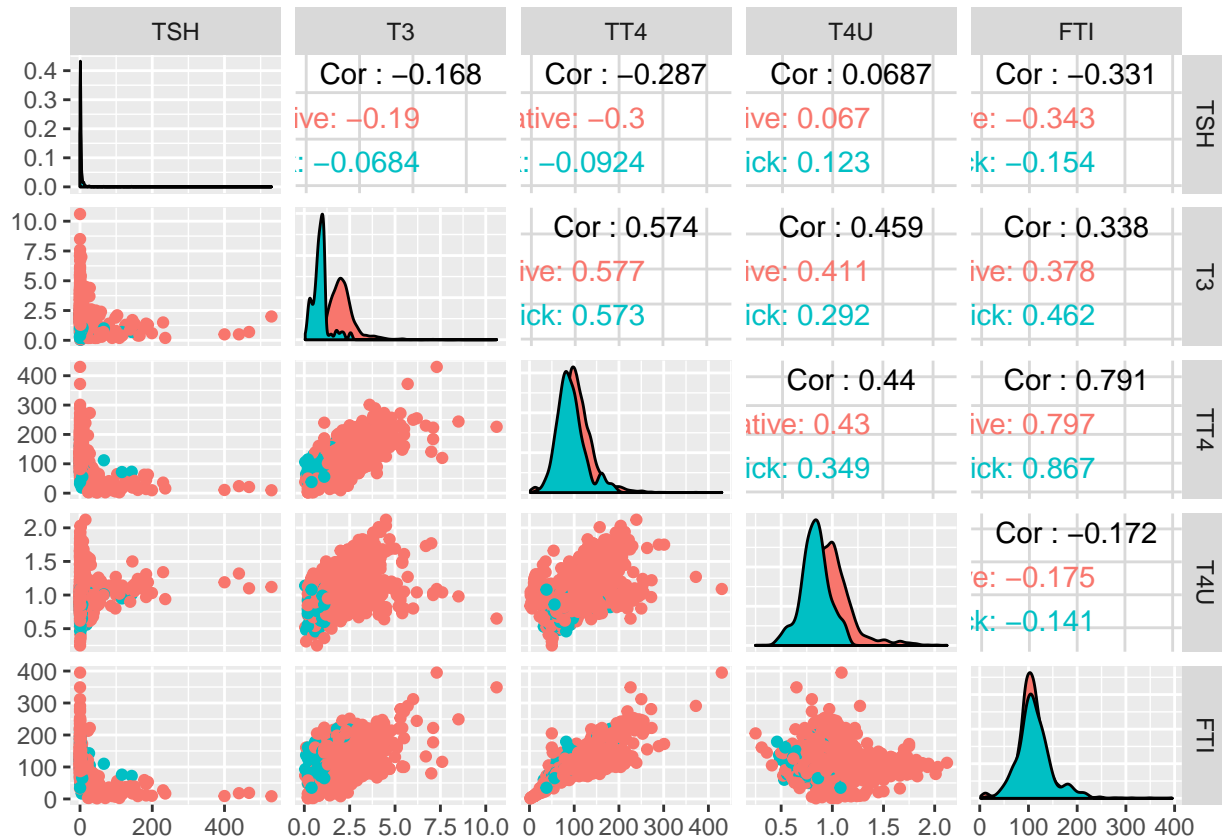 TSH T3 TT4 T4U FTI
0.4 Cor : −0.168 Cor : −0.287 Cor : 0.0687 Cor : −0.331 TSH
0.3
ive: −0.19 ative: −0.3 ive: 0.067 e: −0.343
0.2
0.1 : −0.0684 : −0.0924 ick: 0.123 ck: −0.154
0.0
10.0 Cor : 0.574 Cor : 0.459 Cor : 0.338 T3
7.5
ive: 0.577 ive: 0.411 ative: 0.378
5.0
2.5 ick: 0.573 ick: 0.292 sick: 0.462
0.0
400 Cor : 0.44 Cor : 0.791 TT4
300
ative: 0.43 ive: 0.797
200
100 ick: 0.349 ick: 0.867
0
2.0 Cor : −0.172 T4U
1.5
e: −0.175
1.0
0.5 k: −0.141
400 FTI
300
200
100
0
0 200 400 0.0 2.5 5.0 7.5 10.0 0 100 200 300 400 0.5 1.0 1.5 2.0 0 100 200 300 400